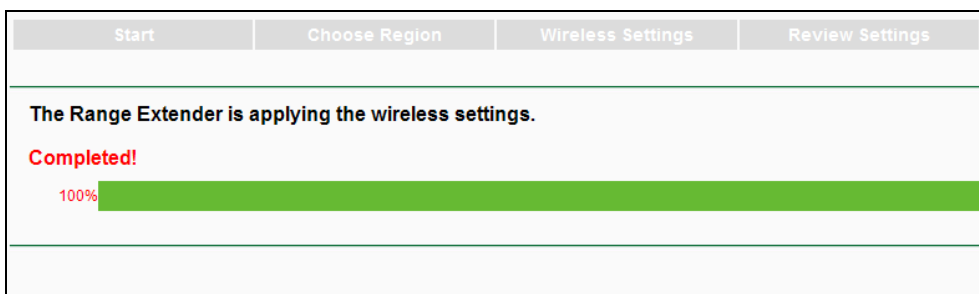 Start Choose Region Wireless Settings Review Settings
The Range Extender is applying the wireless settings.
Completed!
100%